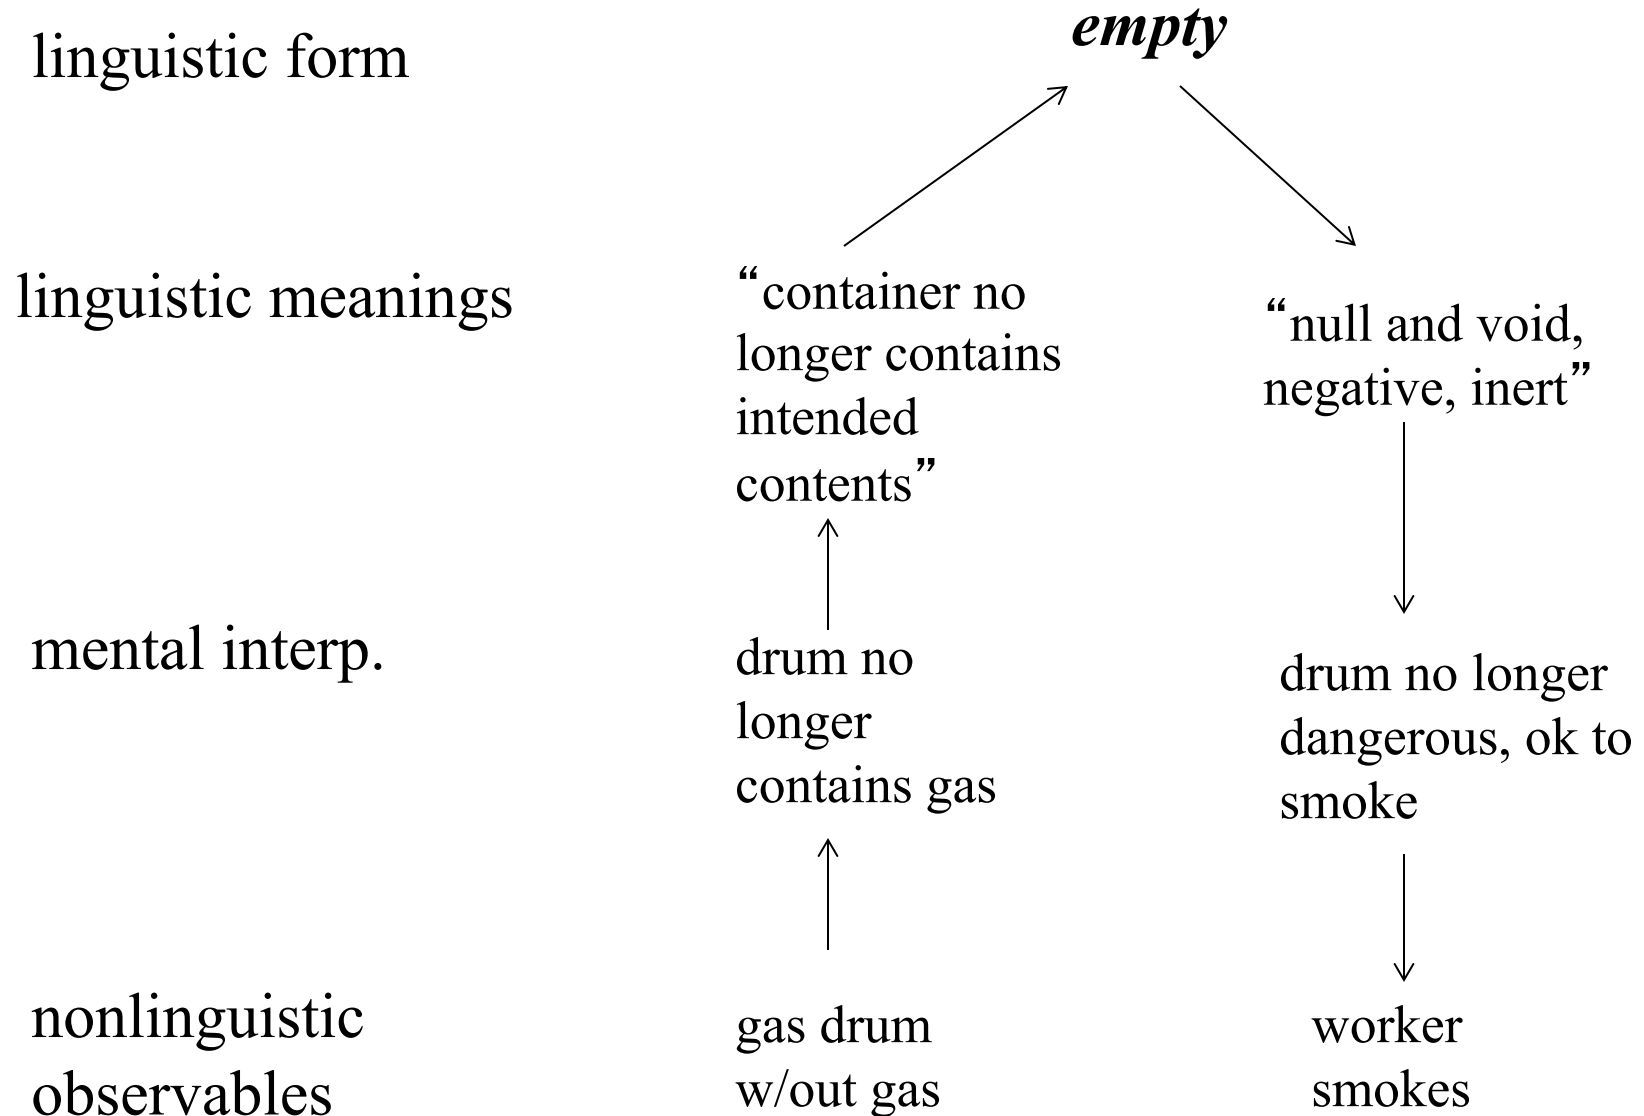 linguistic form
empty
linguistic meanings
“container no
longer contains
intended
contents”
“null and void,
negative, inert”
mental interp.
drum no
longer
contains gas
drum no longer
dangerous, ok to
smoke
nonlinguistic
observables
gas drum
w/out gas
worker
smokes